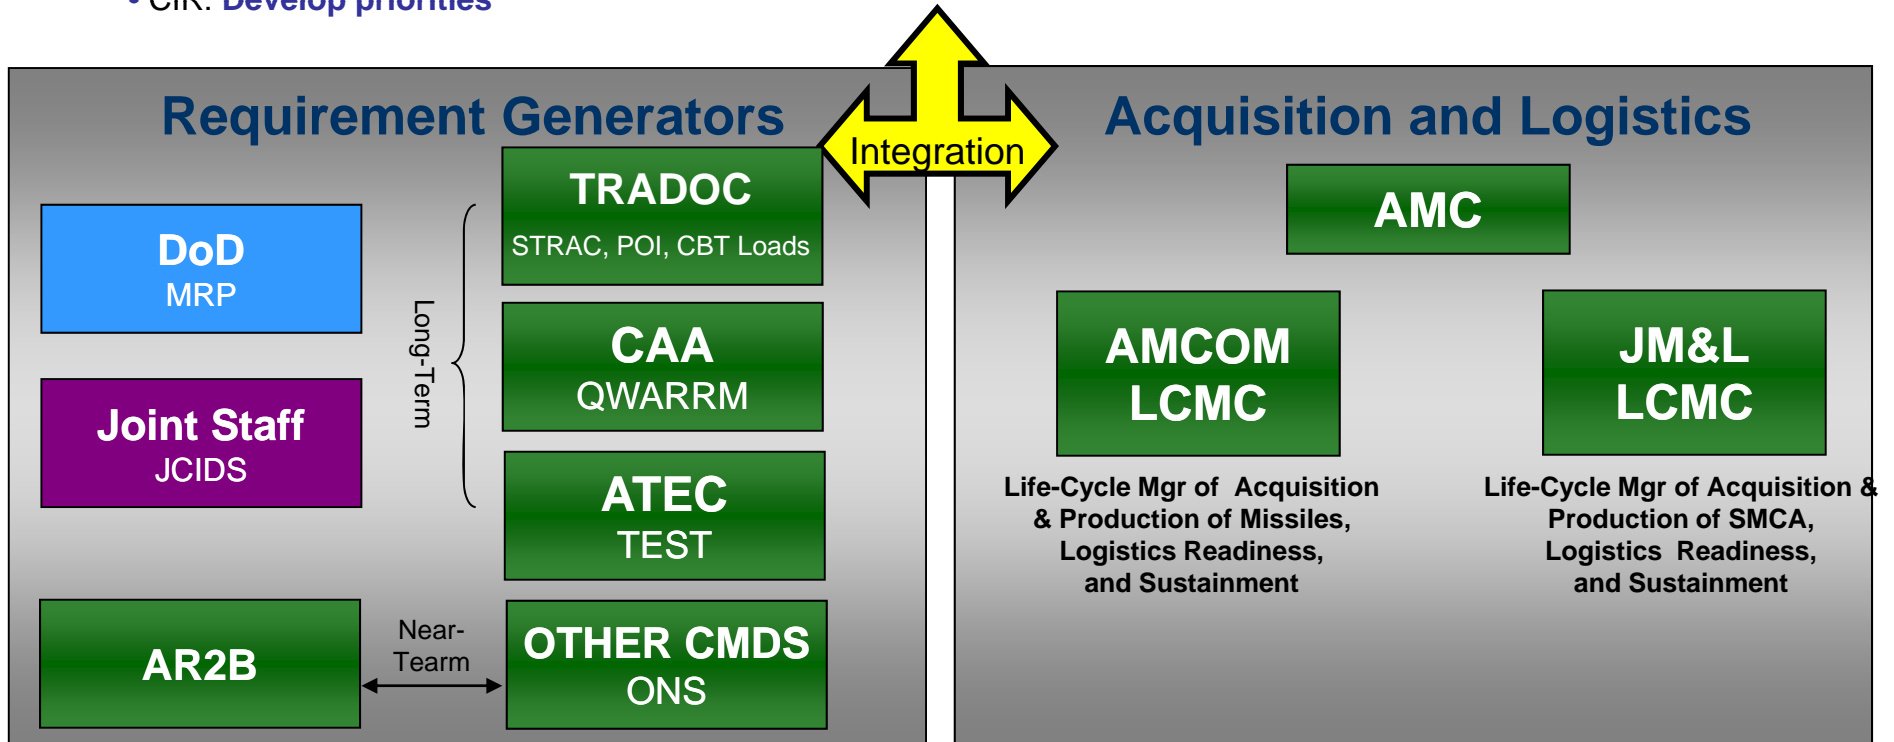 • CIR: Develop priorities
Requirement Generators
Integration
Acquisition and Logistics
DoD
MRP
Joint Staff
JCIDS
Long-Term
TRADOC
STRAC, POI, CBT Loads
CAA
QWARRM
ATEC
TEST
AR2B
Near-
Tearm
OTHER CMDS
ONS
AMC
AMCOM
LCMC
Life-Cycle Mgr of  Acquisition
& Production of Missiles,
Logistics Readiness,
and Sustainment
JM&L
LCMC
Life-Cycle Mgr of Acquisition &
Production of SMCA,
Logistics  Readiness,
and Sustainment